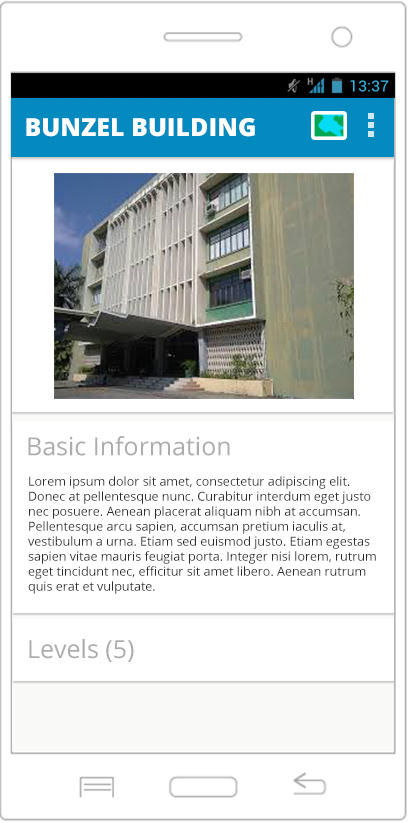 H 13:37
BUNZEL BUILDING
Basic Information
Lorem ipsum dolor sit amet, consectetur adipiscing elit.
Donec at pellentesque nunc. Curabitur interdum eget justo
nec posuere. Aenean placerat aliquam nibh at accumsan.
Pellentesque arcu sapien, accumsan pretium iaculis at,
vestibulum a urna. Etiam sed euismod justo. Etiam egestas
sapien vitae mauris feugiat porta. Integer nisi lorem, rutrum
eget tincidunt nec, efficitur sit amet libero. Aenean rutrum
quis erat et vulputate.
Levels (5)